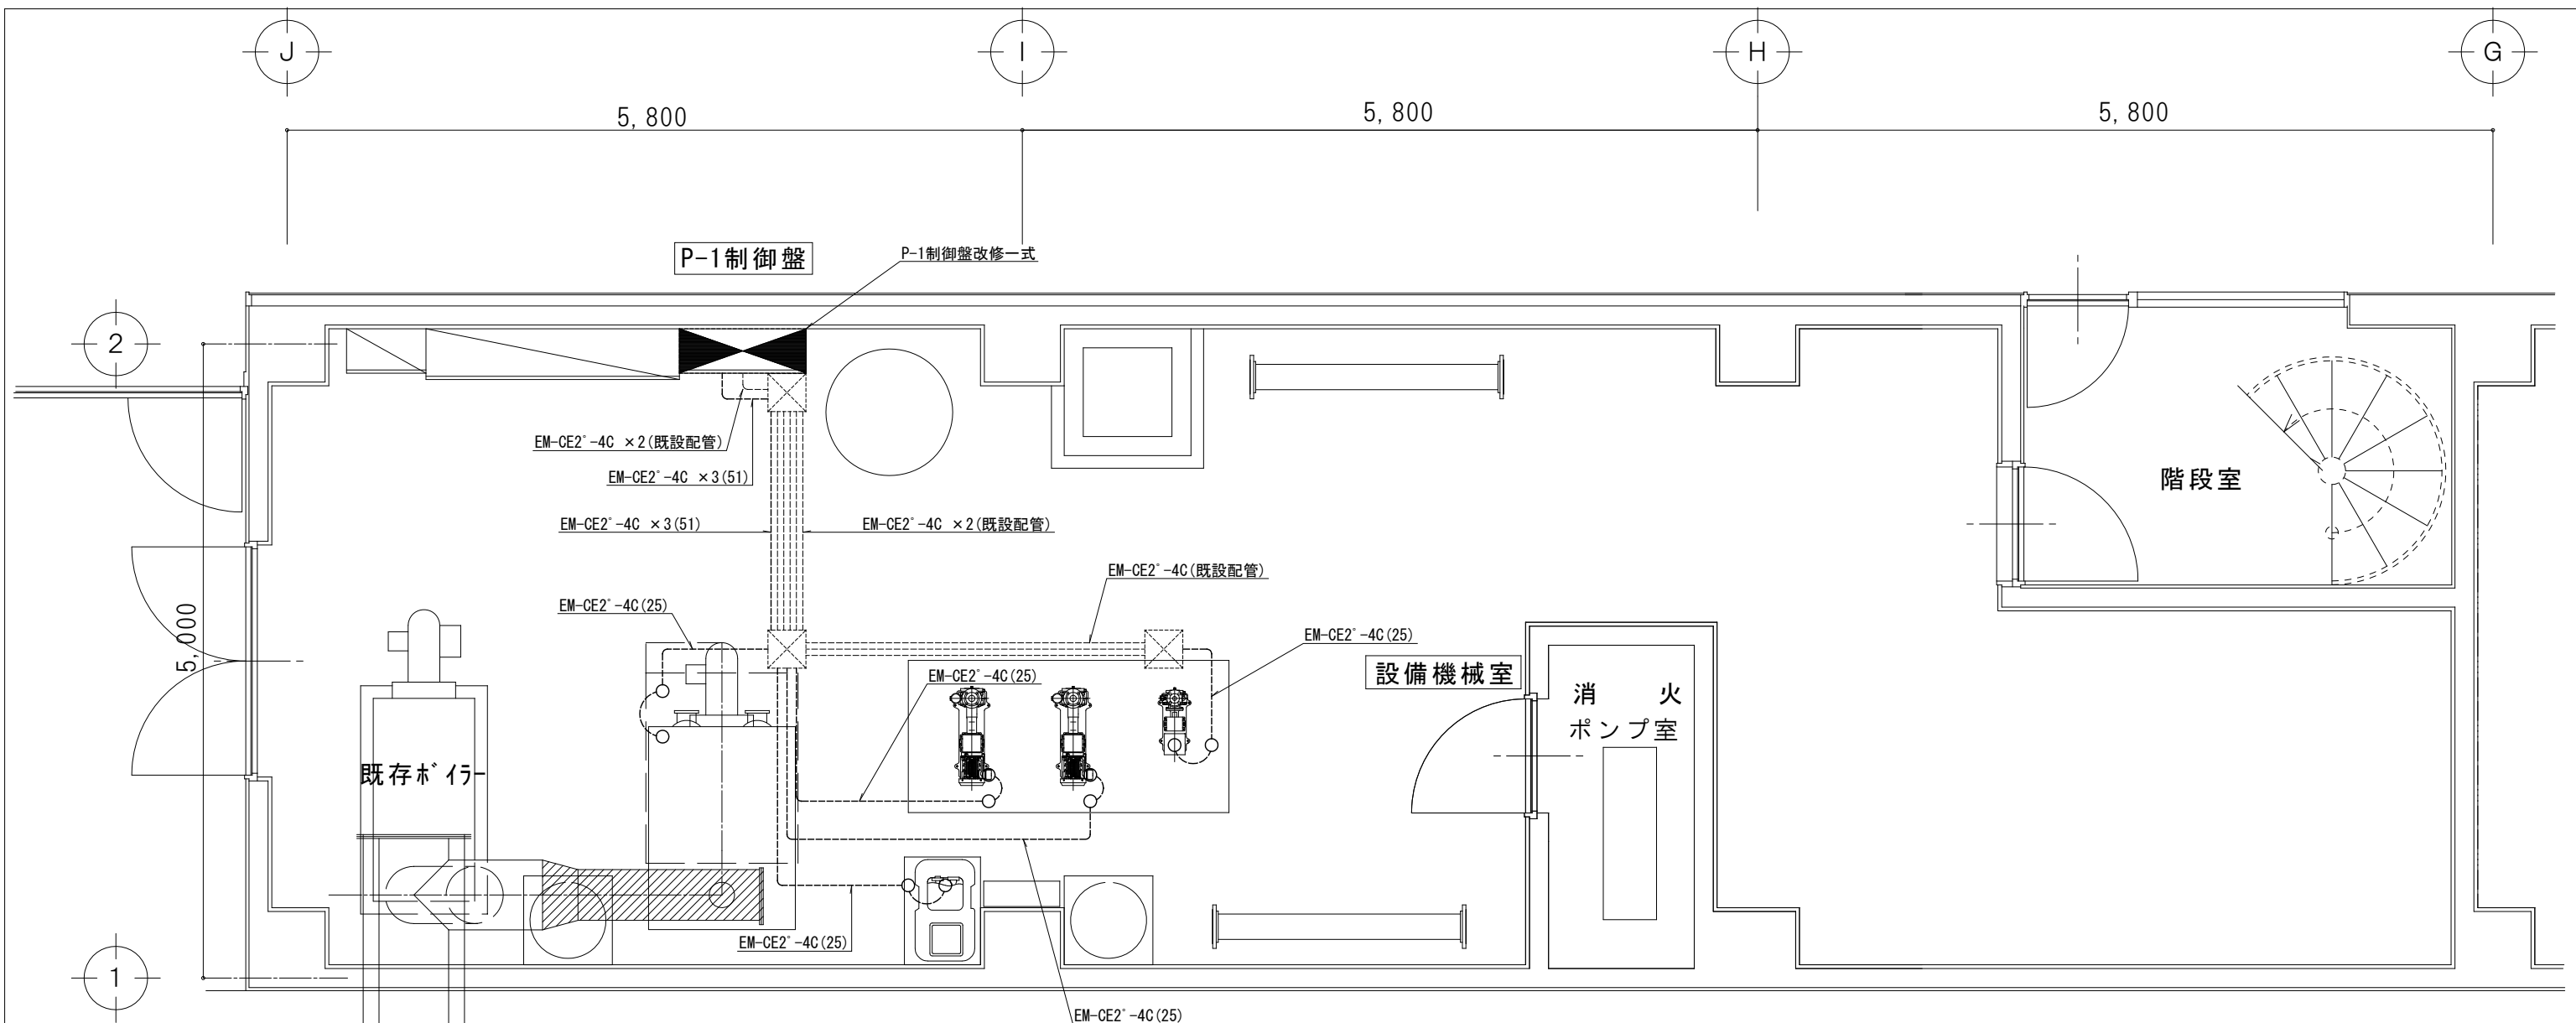 J
I
H
G
5,800
5,800
5,800
P-1制御盤
P-1制御盤改修一式
2
EM-CE2°-4C ×2(既設配管)
EM-CE2°-4C ×3(51)
階段室
EM-CE2°-4C ×3(51)
EM-CE2°-4C ×2(既設配管)
EM-CE2°-4C(既設配管)
EM-CE2°-4C(25)
5,000
EM-CE2°-4C(25)
EM-CE2°-4C(25)
設備機械室
消 火
ポンプ室
既存ボイラー
EM-CE2°-4C(25)
1
EM-CE2°-4C(25)